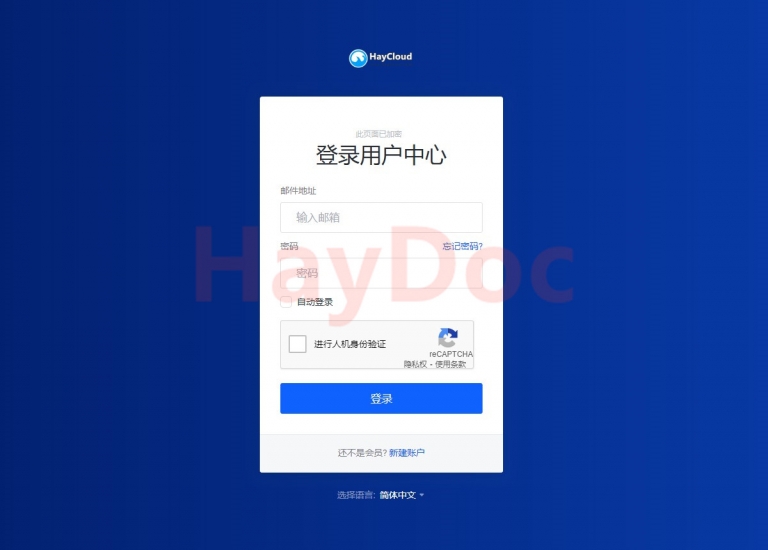 HayCloud
此页面已加密
登录用户中心
邮件地址
输入邮箱
密码 忘记密码?
密码
自动登录
进行人机身份验证
reCAPTCHA
隐私权 - 使用条款
登录
还不是会员? 新建账户
选择语言: 简体中文
HayDoc